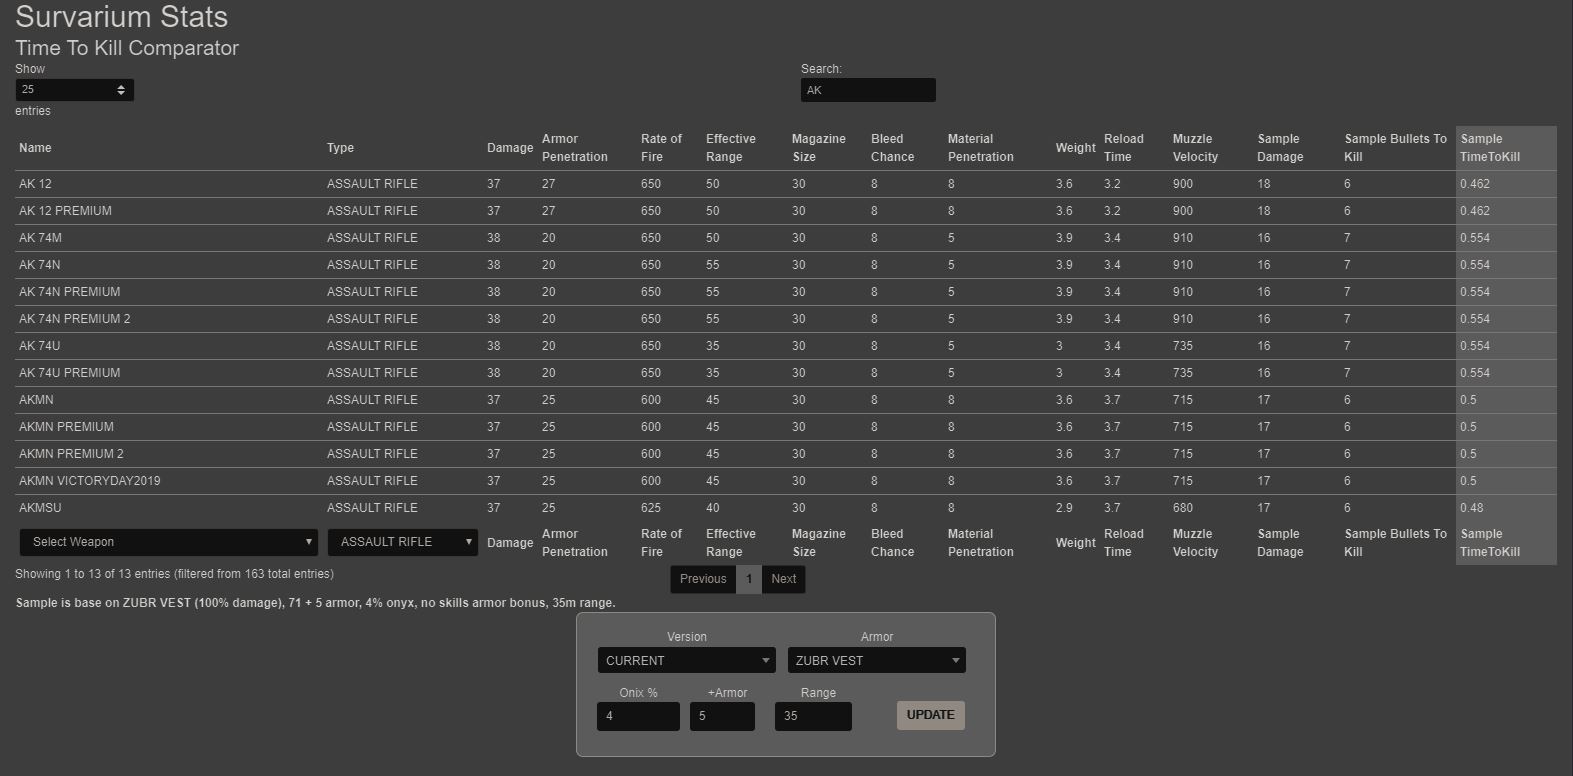 Survarium Stats
Time To Kill Comparator
Show
Search:
25
AK
entries
Name Type Damage Armor Penetration Rate of Fire Effective Range Magazine Size Bleed Chance Material Penetration Weight Reload Time Muzzle Velocity Sample Damage Sample Bullets To Kill Sample TimeToKill
AK 12 ASSAULT RIFLE 37 27 650 50 30 8 8 3.6 3.2 900 18 6 0.462
AK 12 PREMIUM ASSAULT RIFLE 37 27 650 50 30 8 8 3.6 3.2 900 18 6 0.462
AK 74M ASSAULT RIFLE 38 20 650 50 30 8 5 3.9 3.4 910 16 7 0.554
AK 74N ASSAULT RIFLE 38 20 650 55 30 8 5 3.9 3.4 910 16 7 0.554
AK 74N PREMIUM ASSAULT RIFLE 38 20 650 55 30 8 5 3.9 3.4 910 16 7 0.554
AK 74N PREMIUM 2 ASSAULT RIFLE 38 20 650 55 30 8 5 3.9 3.4 910 16 7 0.554
AK 74U ASSAULT RIFLE 38 20 650 35 30 8 5 3 3.4 735 16 7 0.554
AK 74U PREMIUM ASSAULT RIFLE 38 20 650 35 30 8 5 3 3.4 735 16 7 0.554
AKMN ASSAULT RIFLE 37 25 600 45 30 8 8 3.6 3.7 715 17 6 0.5
AKMN PREMIUM ASSAULT RIFLE 37 25 600 45 30 8 8 3.6 3.7 715 17 6 0.5
AKMN PREMIUM 2 ASSAULT RIFLE 37 25 600 45 30 8 8 3.6 3.7 715 17 6 0.5
AKMN VICTORYDAY2019 ASSAULT RIFLE 37 25 600 45 30 8 8 3.6 3.7 715 17 6 0.5
AKMSU ASSAULT RIFLE 37 25 625 40 30 8 8 2.9 3.7 680 17 6 0.48
Select Weapon ASSAULT RIFLE Damage Armor Penetration Rate of Fire Effective Range Magazine Size Bleed Chance Material Penetration Weight Reload Time Muzzle Velocity Sample Damage Sample Bullets To Kill Sample TimeToKill
Showing 1 to 13 of 13 entries (filtered from 163 total entries)
Previous 1 Next
Sample is base on ZUBR VEST (100% damage), 71 + 5 armor, 4% onyx, no skills armor bonus, 35m range.
Version Armor
CURRENT ZUBR VEST
Onix % +Armor Range
4 5 35 UPDATE